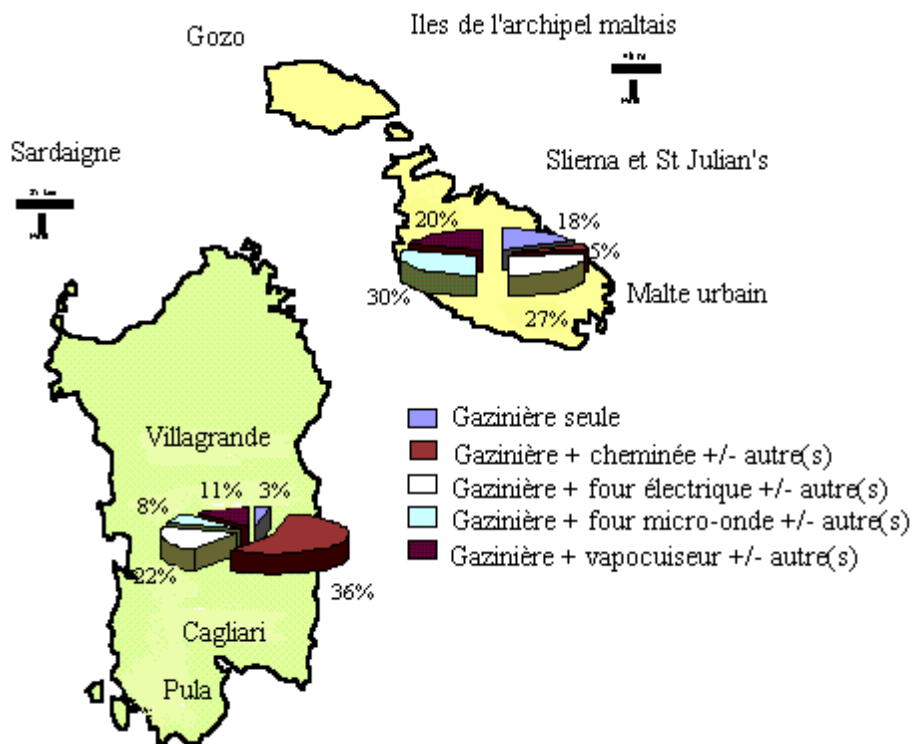 Iles de l'archipel maltais
Gozo
Sardaigne
Sliema et St Julian's
20%
18%
5%
30%
27%
Malte urbain
Gazinière seule
Gazinière + cheminée +/- autre(s)
Gazinière + four électrique +/- autre(s)
Gazinière + four micro-onde +/- autre(s)
Gazinière + vapocuiseur +/- autre(s)
Villagrande
11%
3%
8%
22%
36%
Cagliari
Pula